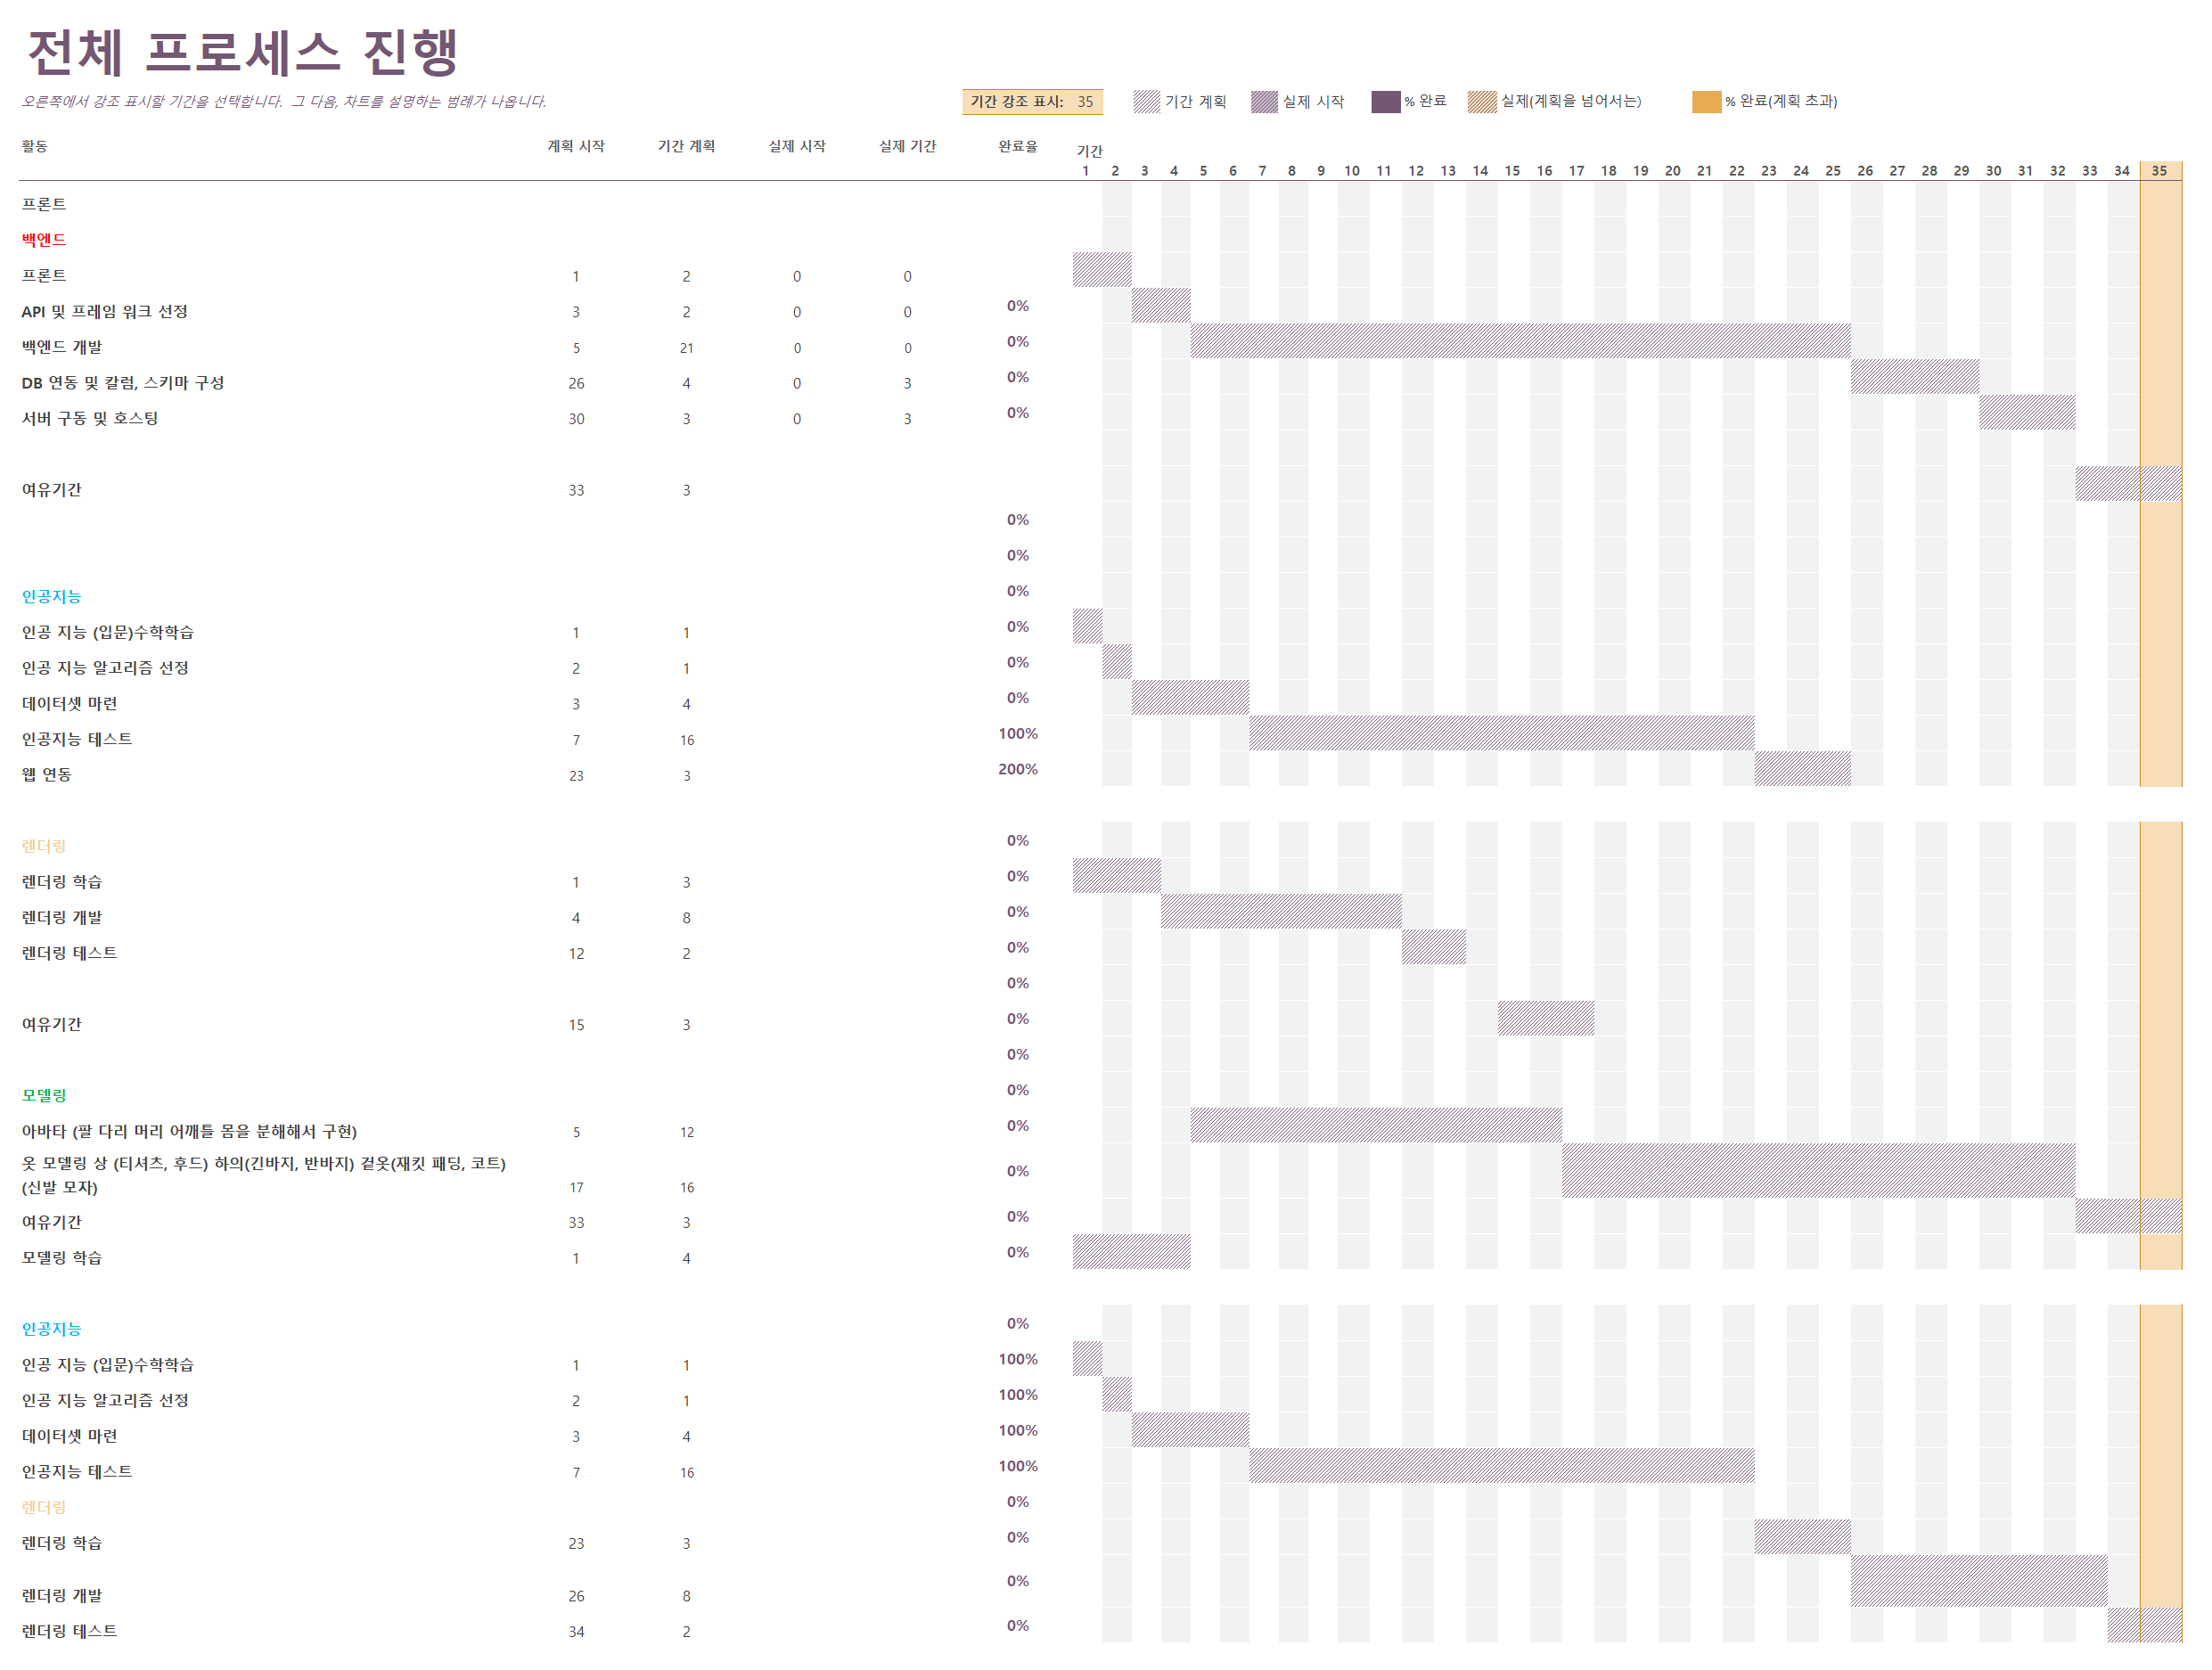 전체 프로세스 진행
오른쪽에서 강조 표시할 기간을 선택합니다.  그 다음, 차트를 설명하는 범례가 나옵니다.
기간 강조 표시: 35 기간 계획 실제 시작 % 완료 실제(계획을 넘어서는) % 완료(계획 초과)
활동 계획 시작 기간 계획 실제 시작 실제 기간 완료율 기간
1 2 3 4 5 6 7 8 9 10 11 12 13 14 15 16 17 18 19 20 21 22 23 24 25 26 27 28 29 30 31 32 33 34 35
프론트
백엔드
프론트 1 2 0 0
API 및 프레임 워크 선정 3 2 0 0 0%
백엔드 개발 5 21 0 0 0%
DB 연동 및 칼럼, 스키마 구성 26 4 0 3 0%
서버 구동 및 호스팅 30 3 0 3 0%
여유기간 33 3
0%
0%
인공지능 0%
인공 지능 (입문)수학학습 1 1 0%
인공 지능 알고리즘 선정 2 1 0%
데이터셋 마련 3 4 0%
인공지능 테스트 7 16 100%
웹 연동 23 3 200%
렌더링 0%
렌더링 학습 1 3 0%
렌더링 개발 4 8 0%
렌더링 테스트 12 2 0%
0%
여유기간 15 3 0%
0%
모델링 0%
아바타 (팔 다리 머리 어깨틀 몸을 분해해서 구현) 5 12 0%
옷 모델링 상 (티셔츠, 후드) 하의(긴바지, 반바지) 겉옷(재킷 패딩, 코트)
(신발 모자) 17 16 0%
여유기간 33 3 0%
모델링 학습 1 4 0%
인공지능 0%
인공 지능 (입문)수학학습 1 1 100%
인공 지능 알고리즘 선정 2 1 100%
데이터셋 마련 3 4 100%
인공지능 테스트 7 16 100%
렌더링 0%
렌더링 학습 23 3 0%
렌더링 개발 26 8 0%
렌더링 테스트 34 2 0%